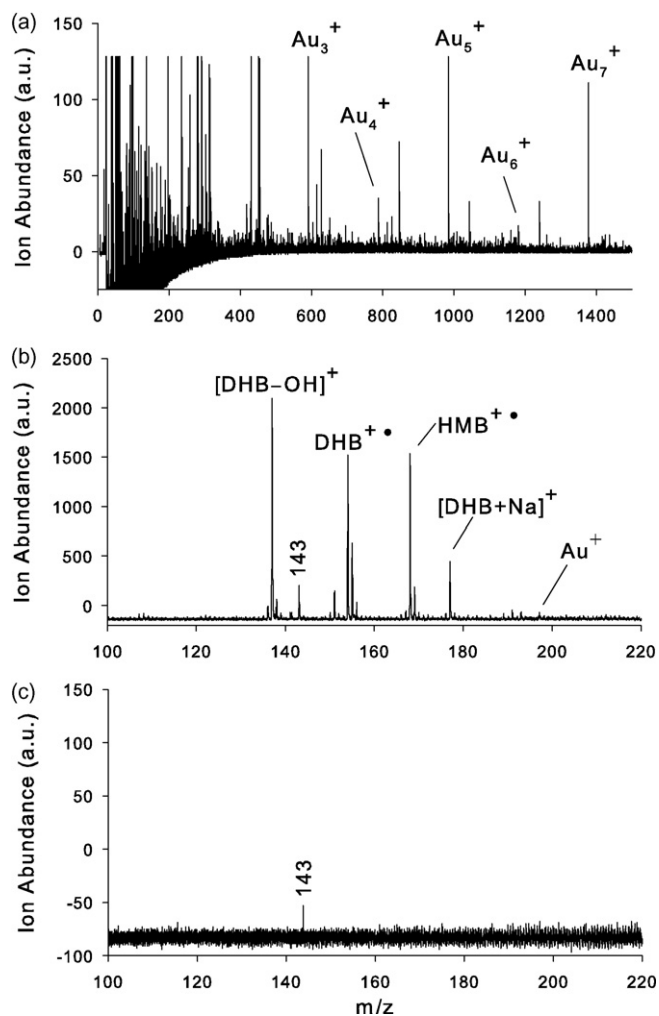 (a)
Ion Abundance (a.u.)
150
100
50
0
Au3+
Au4+
Au5+
Au6+
Au7+
0 200 400 600 800 1000 1200 1400
(b)
Ion Abundance (a.u.)
2500
2000
1500
1000
500
0
[DHB–OH]+
143
DHB+•
HMB+•
[DHB+Na]+
Au+
100 120 140 160 180 200 220
(c)
Ion Abundance (a.u.)
150
100
50
0
-50
-100
143
100 120 140 160 180 200 220
m/z